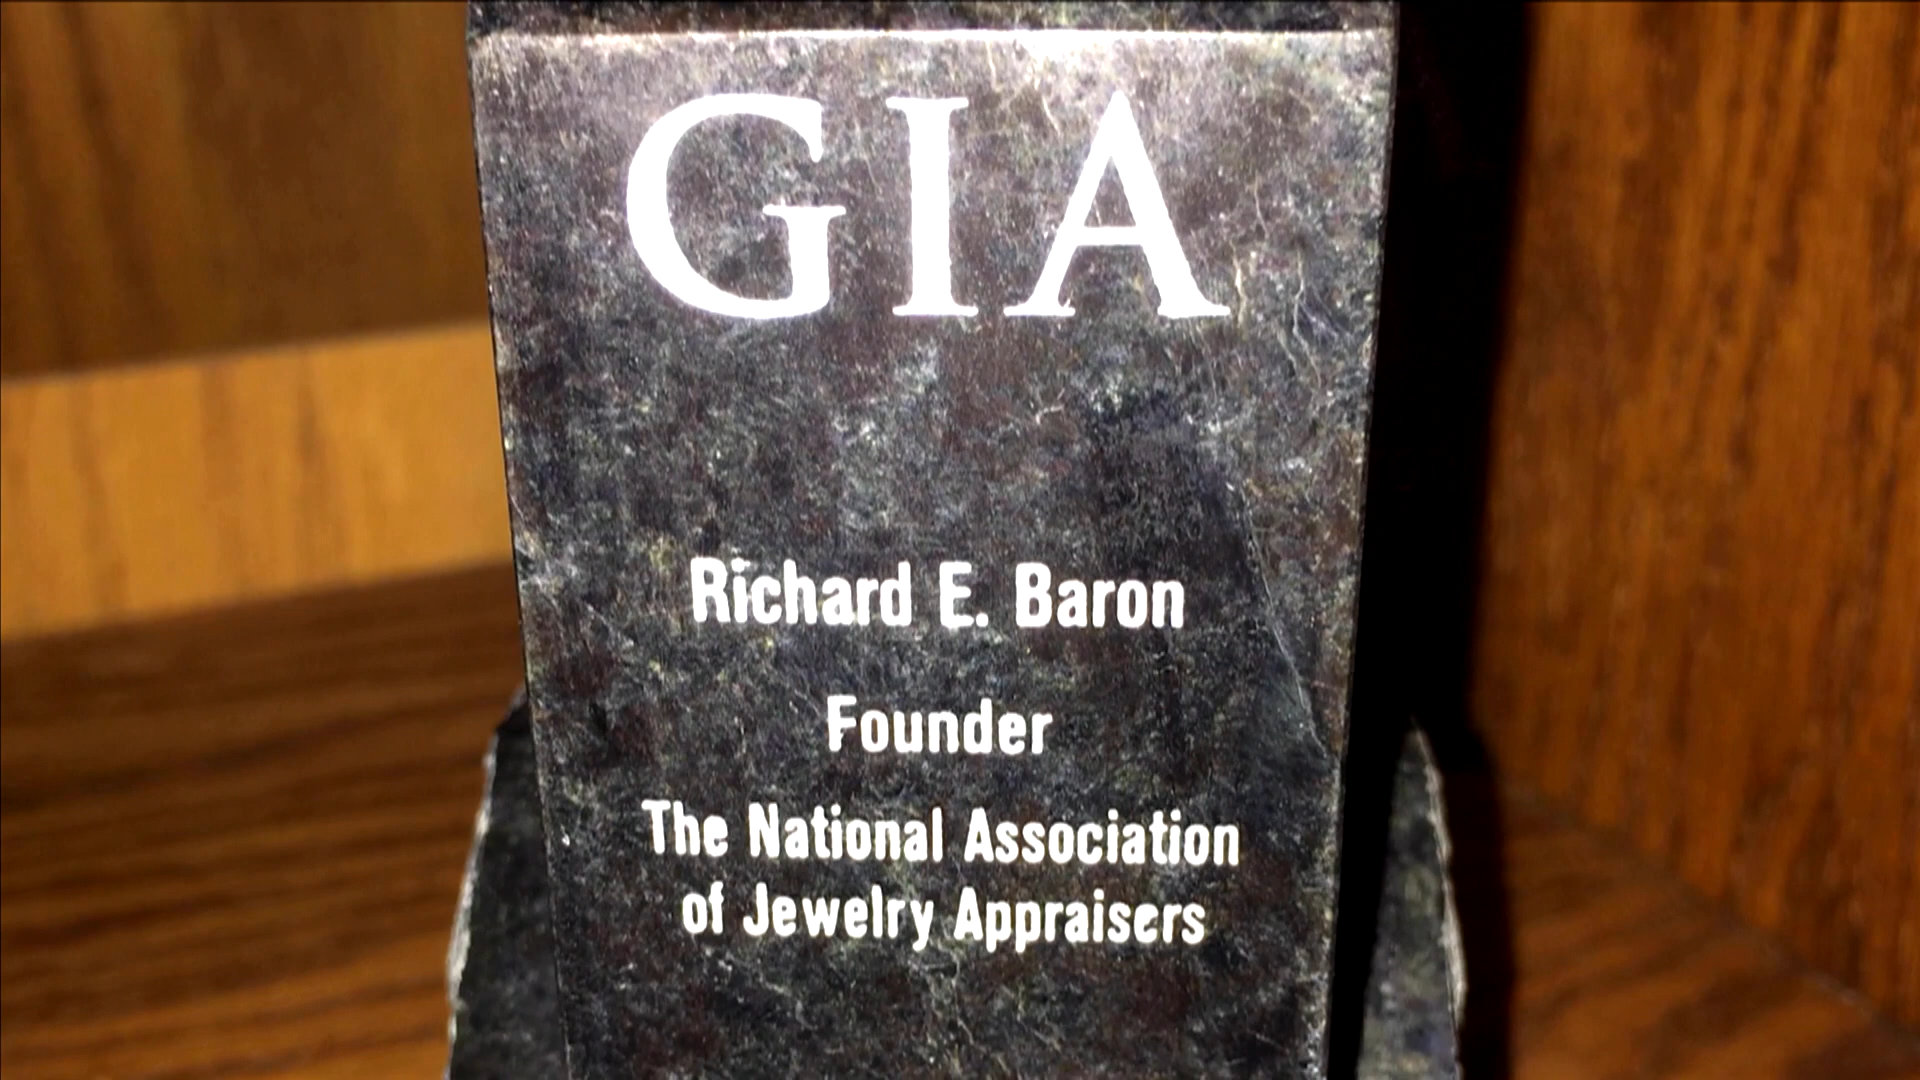 GIA
Richard E. Baron
Founder
The National Association
of Jewelry Appraisers